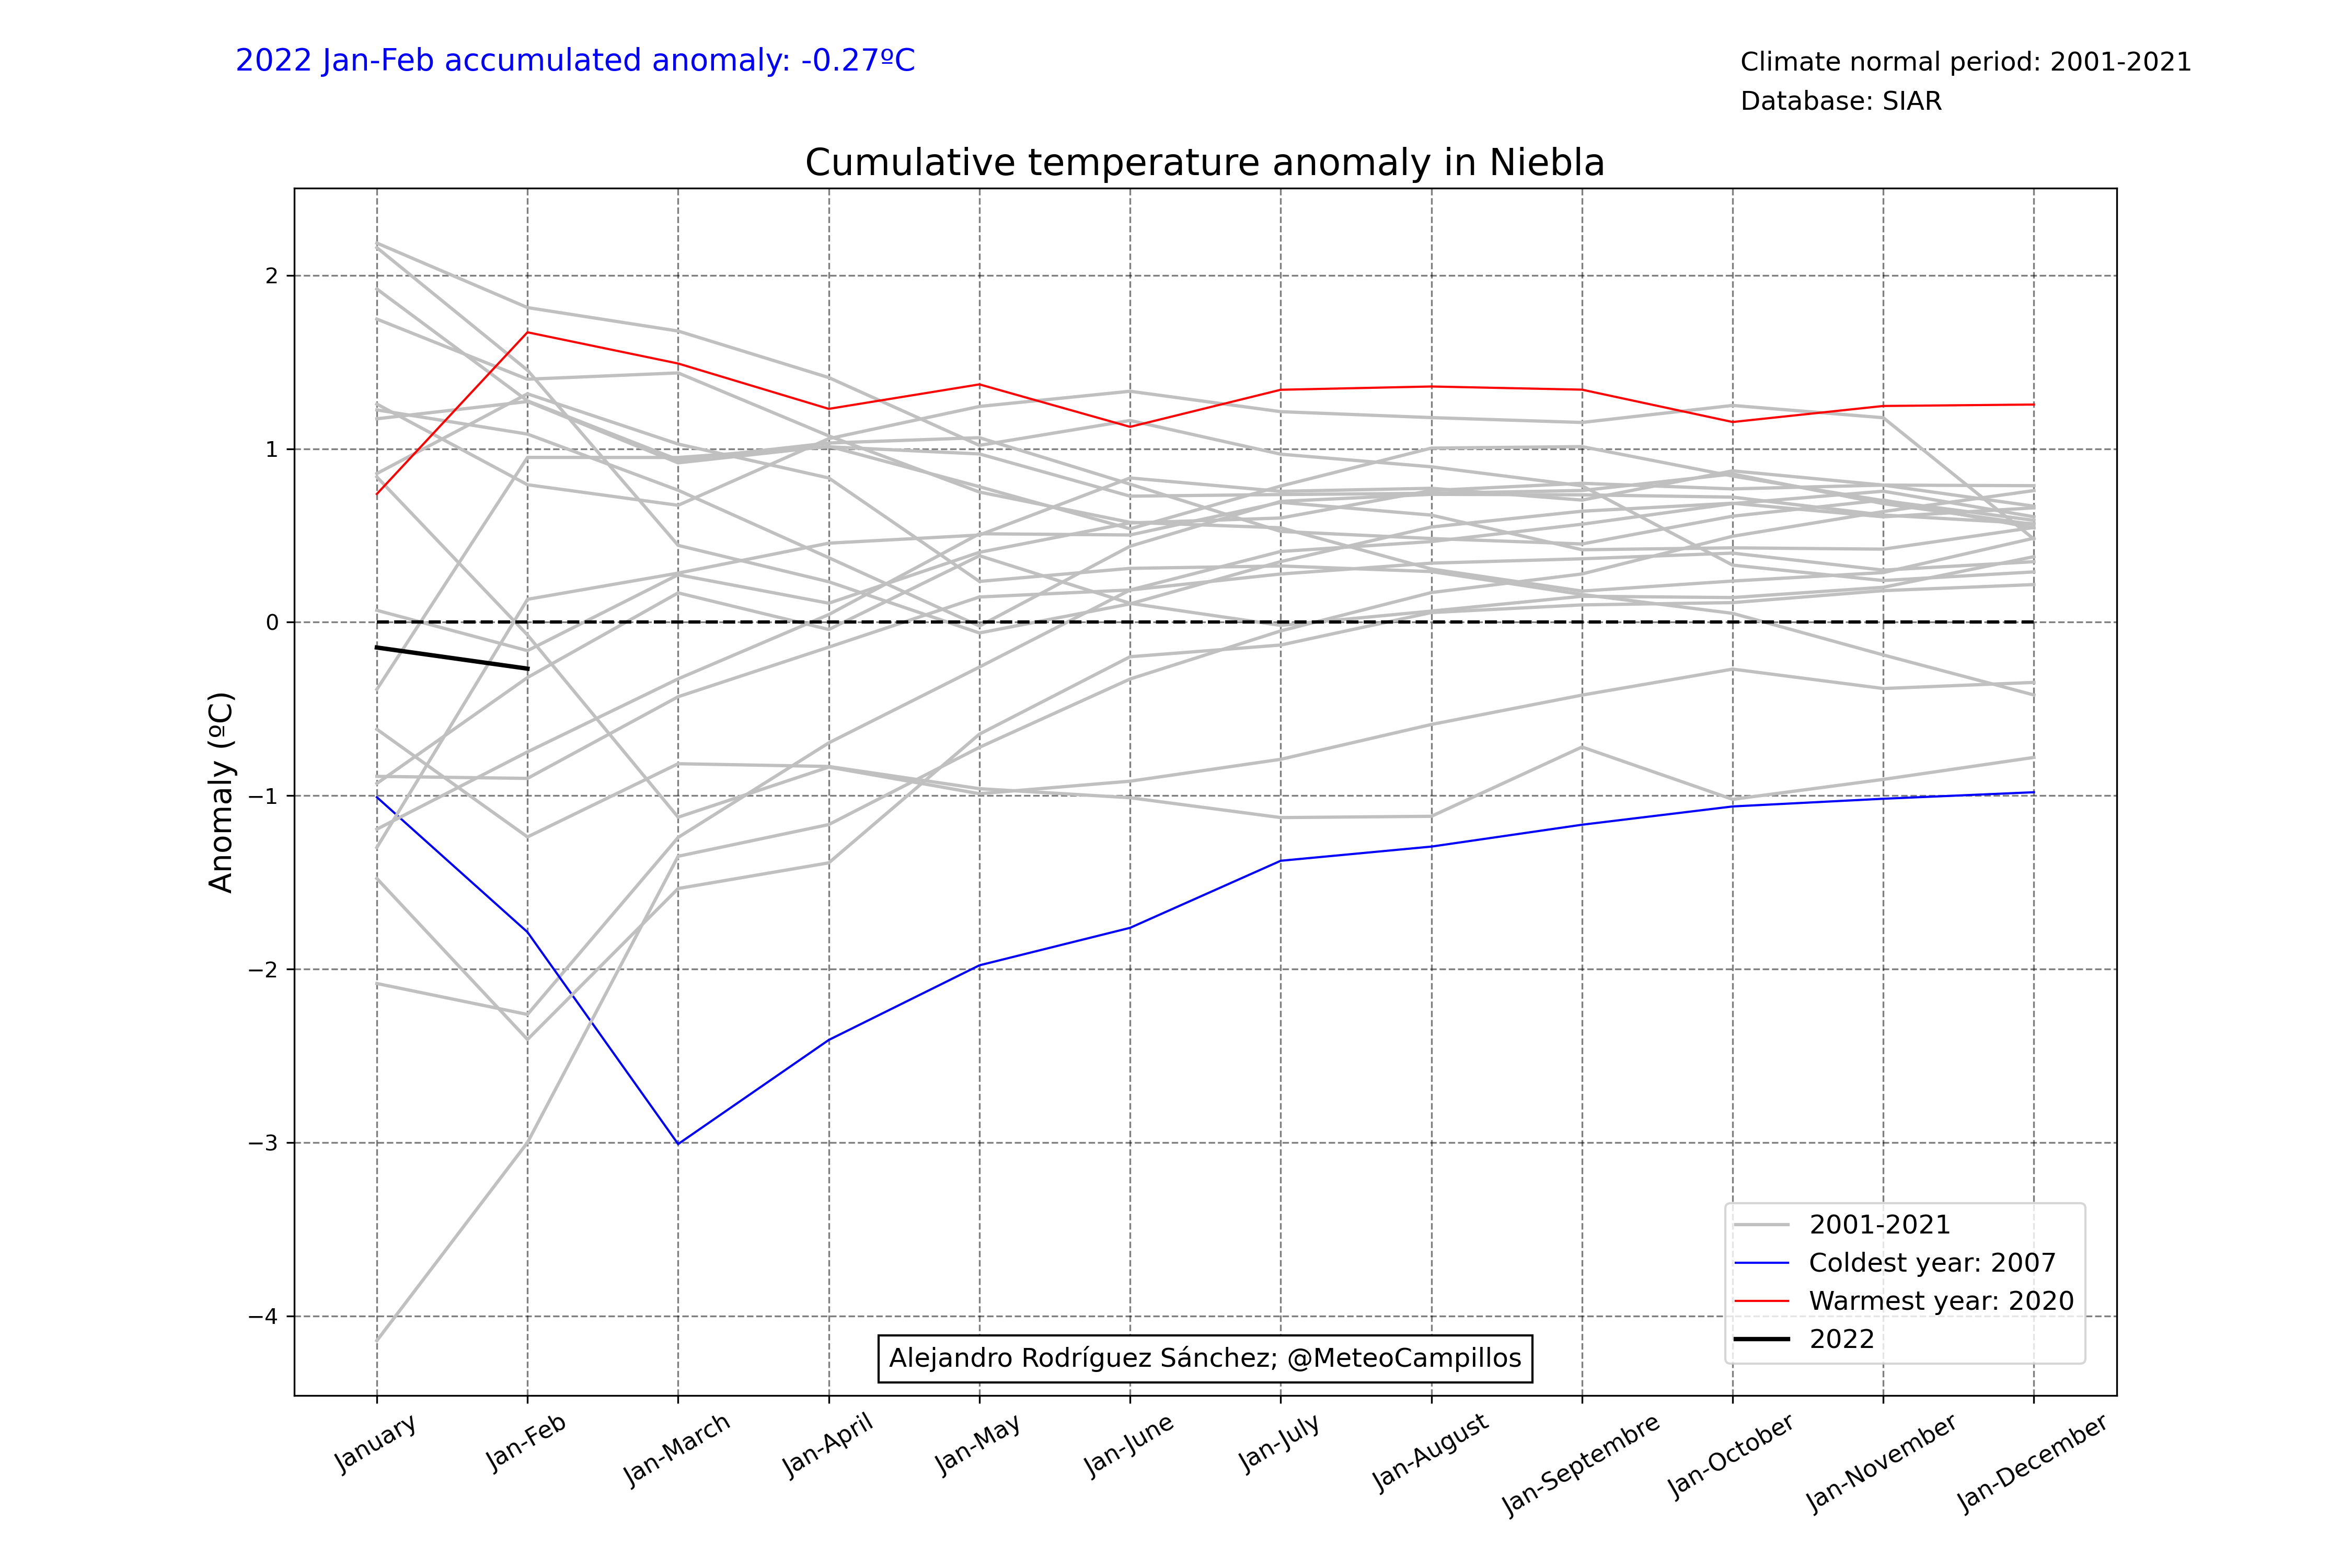 2022 Jan-Feb accumulated anomaly: -0.27ºC
Climate normal period: 2001-2021
Database: SIAR
Cumulative temperature anomaly in Niebla
Anomaly (ºC)
2
1
0
−1
−2
−3
−4
2001-2021
Coldest year: 2007
Warmest year: 2020
2022
Alejandro Rodríguez Sánchez; @MeteoCampillos
January
Jan-Feb
Jan-March
Jan-April
Jan-May
Jan-June
Jan-July
Jan-August
Jan-Septembre
Jan-October
Jan-November
Jan-December